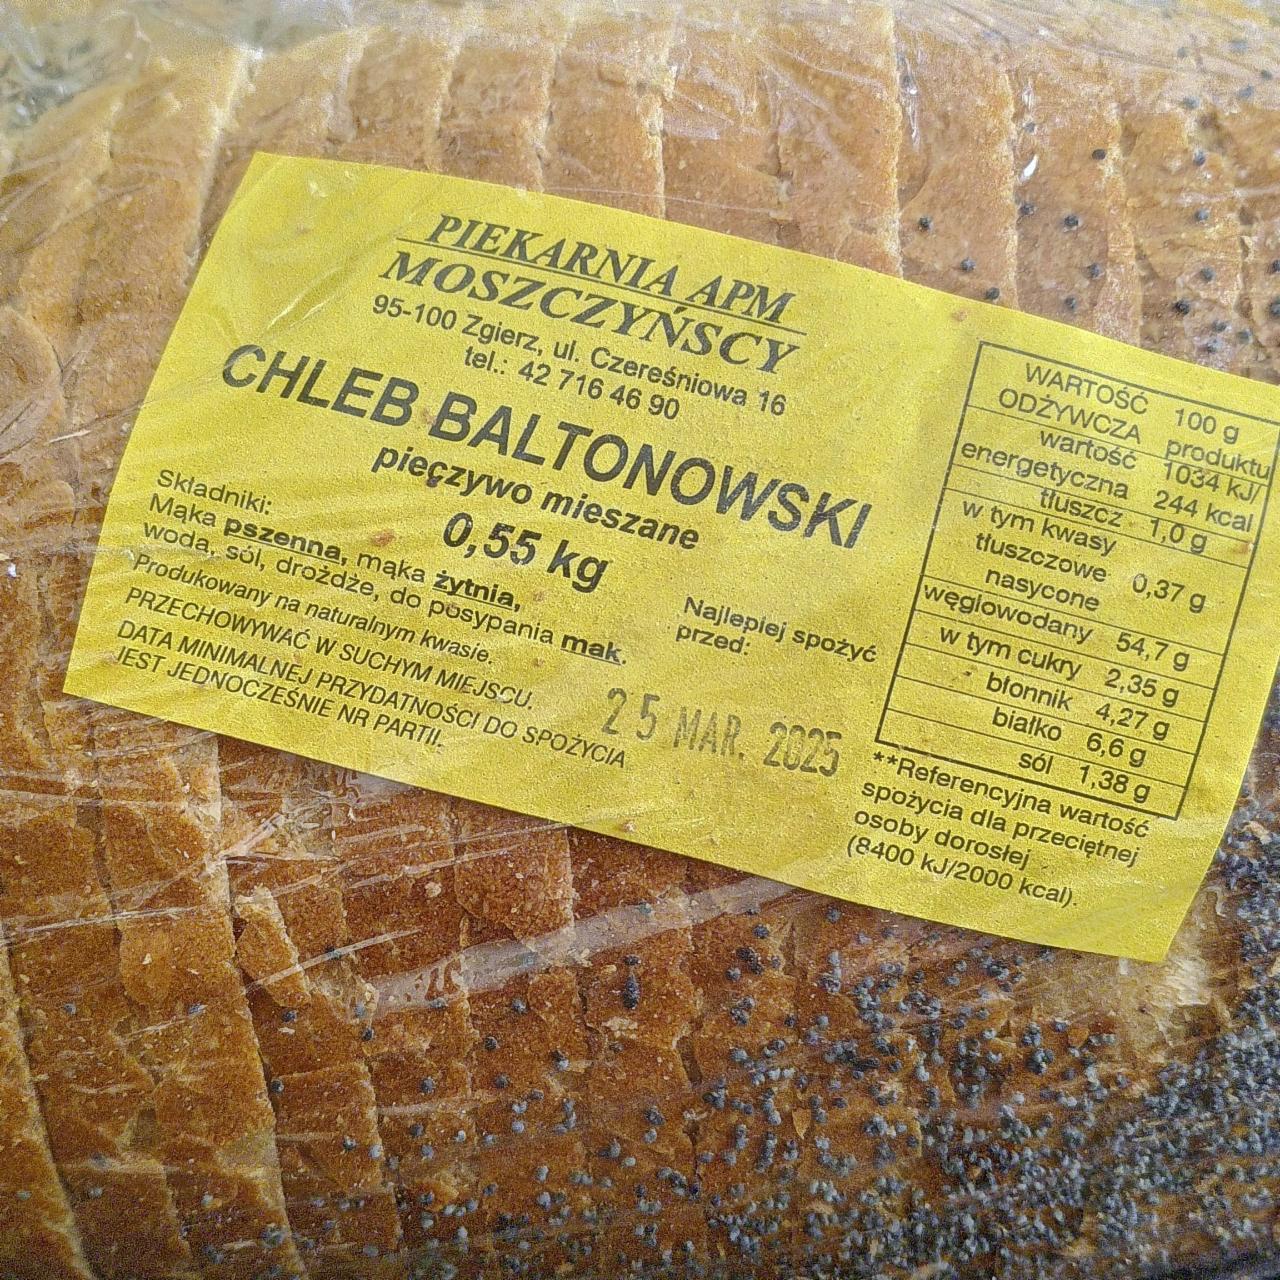 PIEKARNIA APM
MOSZCZYŃSCY
95-100 Zgierz, ul. Czereśniowa 16
tel.: 42 716 46 90
CHLEB BALTONOWSKI
pieczywo mieszane
0,55 kg
Składniki:
Mąka pszenna, mąka żytnia,
woda, sól, drożdże, do posypania mak.
Produkowany na naturalnym kwasie.
PRZECHOWYWAĆ W SUCHYM MIEJSCU.
DATA MINIMALNEJ PRZYDATNOŚCI DO SPOŻYCIA
JEST JEDNOCZEŚNIE NR PARTII.
Najlepiej spożyć
przed:
25 MAR. 2025
WARTOŚĆ
ODŻYWCZA
100 g
produktu
wartość
energetyczna
1034 kJ/
244 kcal
tłuszcz 1,0 g
w tym kwasy
tłuszczowe
nasycone
0,37 g
węglowodany 54,7 g
w tym cukry 2,35 g
błonnik 4,27 g
białko 6,6 g
sól 1,38 g
**Referencyjna wartość
spożycia dla przeciętnej
osoby dorosłej
(8400 kJ/2000 kcal).